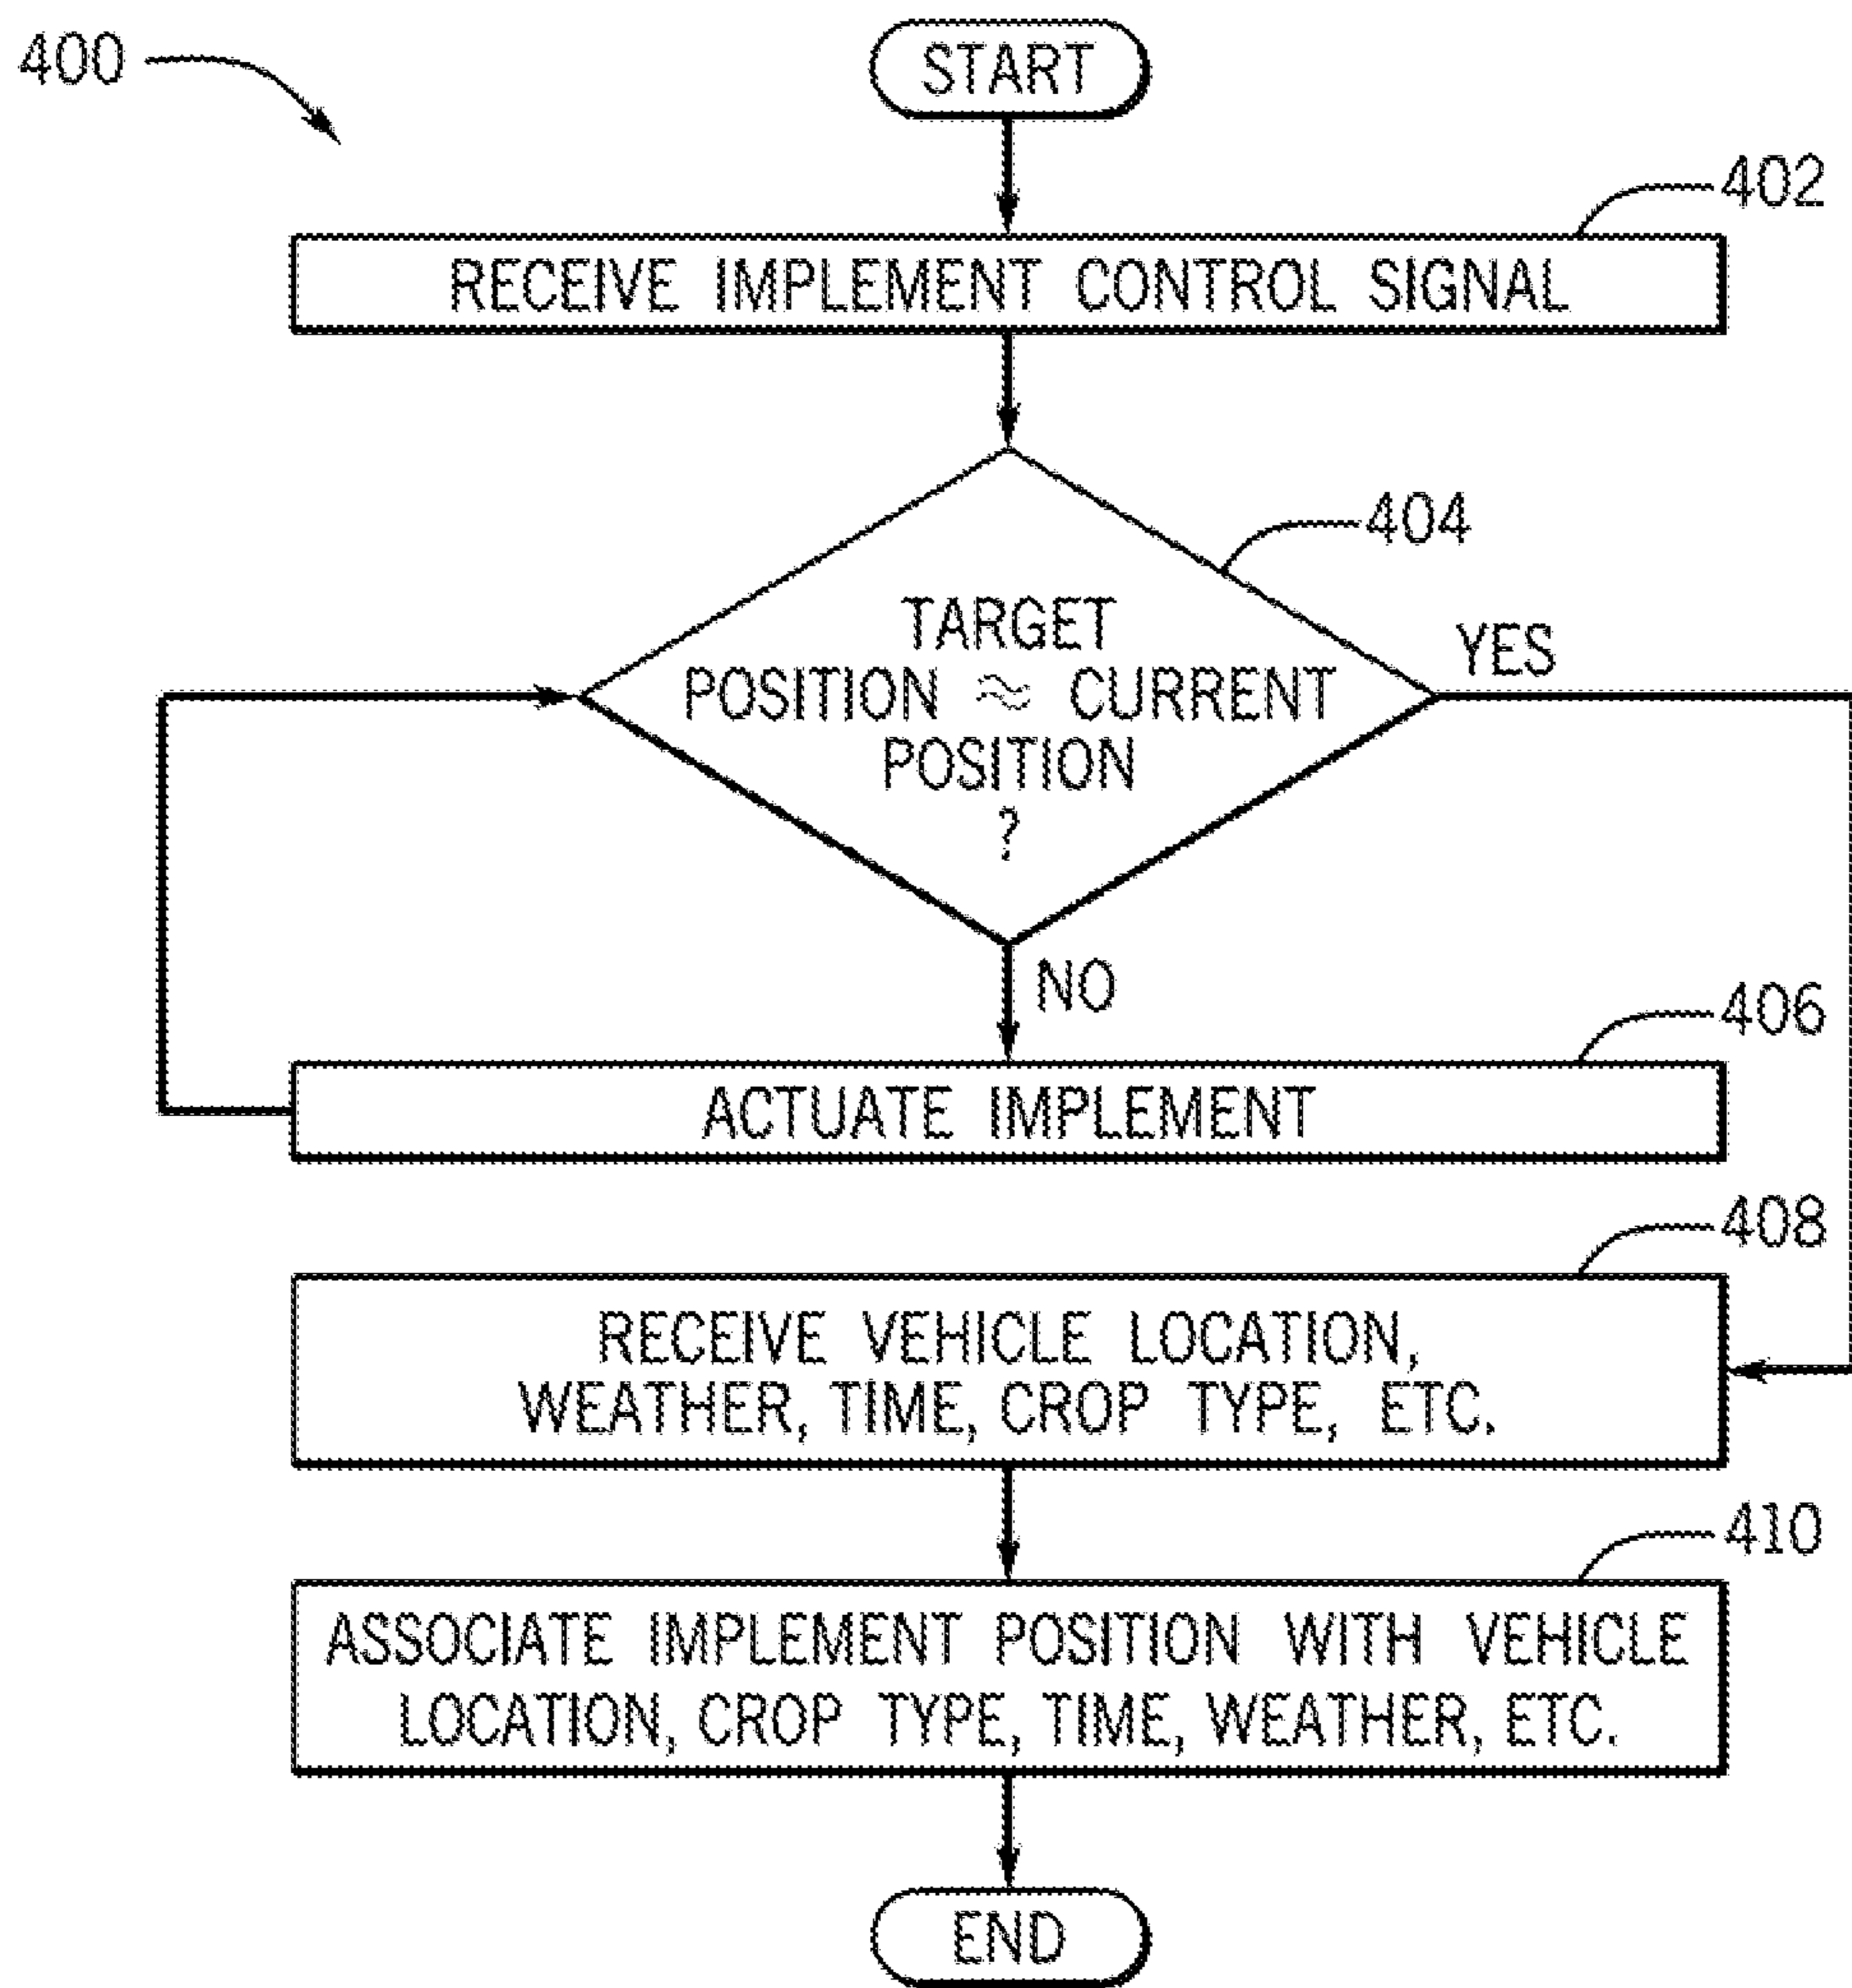 400
START
402
RECEIVE IMPLEMENT CONTROL SIGNAL
404
TARGET
POSITION ≈ CURRENT
POSITION
?
YES
NO
406
ACTUATE IMPLEMENT
408
RECEIVE VEHICLE LOCATION,
WEATHER, TIME, CROP TYPE, ETC.
410
ASSOCIATE IMPLEMENT POSITION WITH VEHICLE
LOCATION, CROP TYPE, TIME, WEATHER, ETC.
END